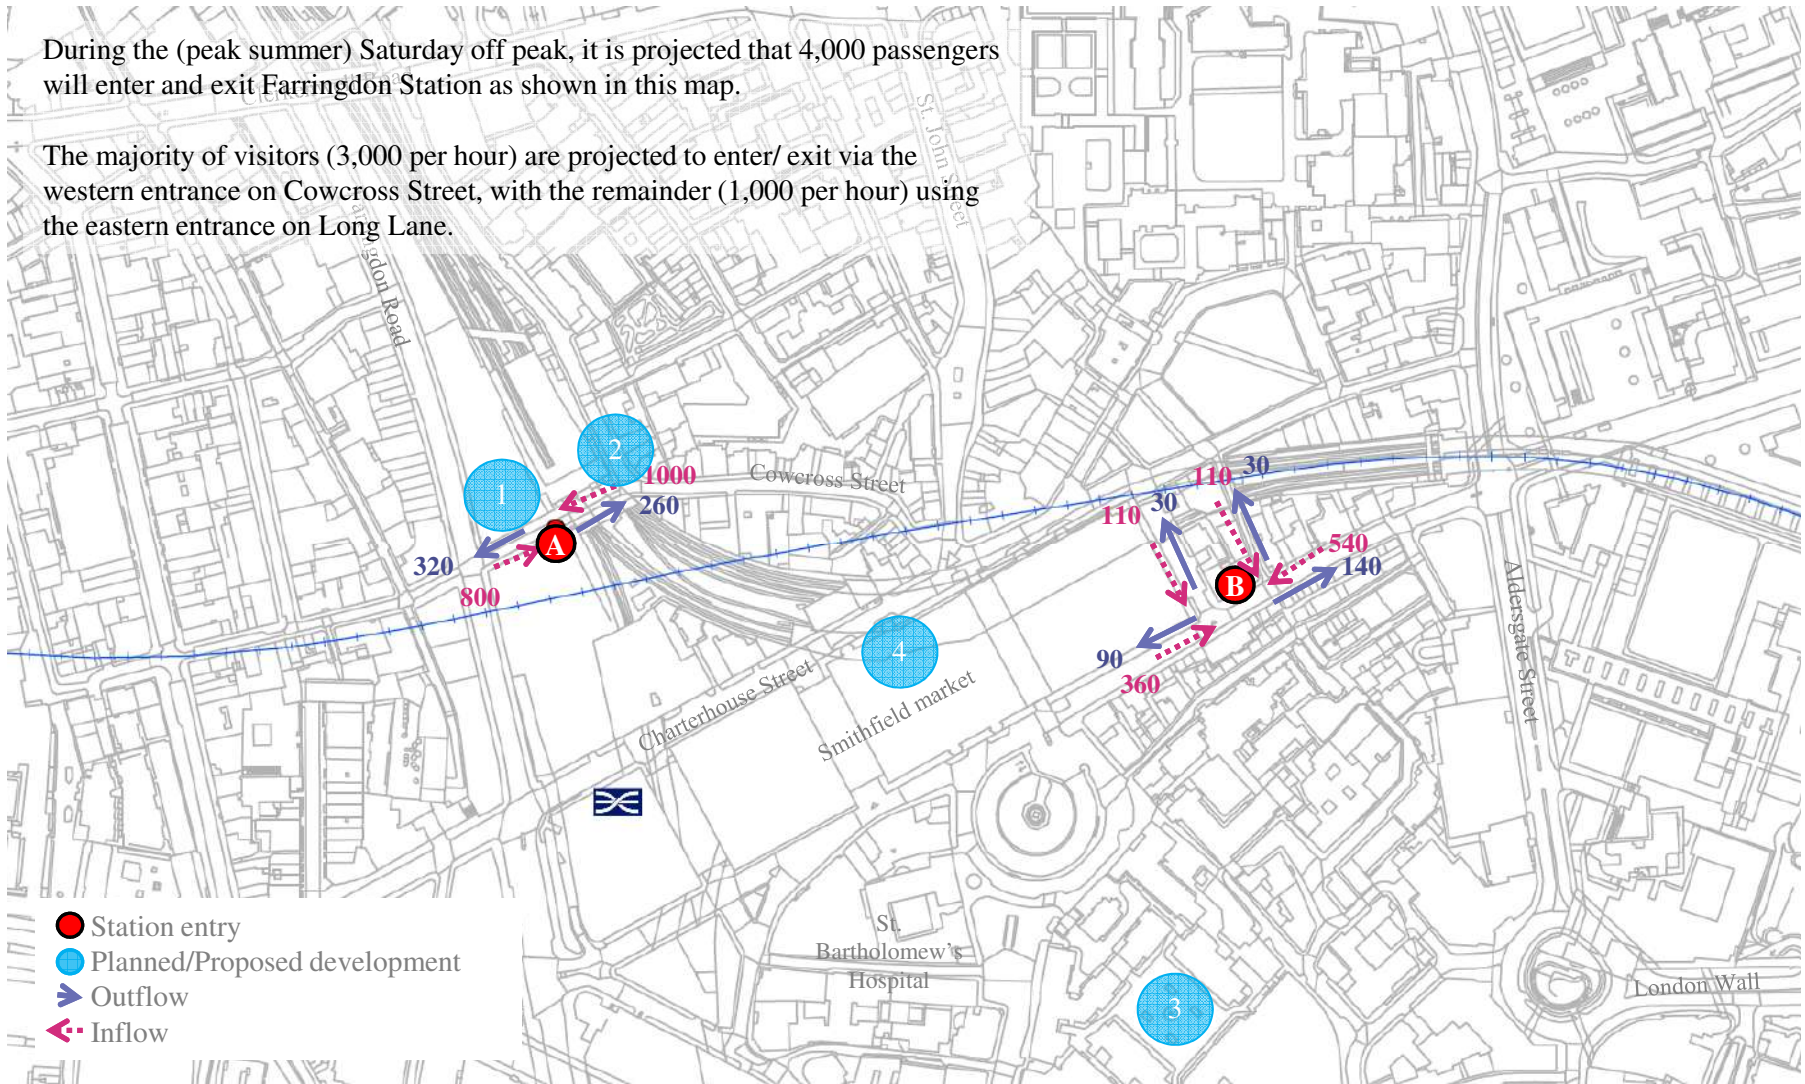 During the (peak summer) Saturday off peak, it is projected that 4,000 passengers
will enter and exit Farringdon Station as shown in this map.
The majority of visitors (3,000 per hour) are projected to enter/ exit via the
western entrance on Cowcross Street, with the remainder (1,000 per hour) using
the eastern entrance on Long Lane.
St. John Street
Road
2
1000
Cowcross Street
110
30
1
260
110
30
A
540
320
140
800
B
4
90
360
Charterhouse Street
Smithfield market
Aldersgate Street
Station entry
Planned/Proposed development
Outflow
Inflow
St.
Bartholomew's
Hospital
3
London Wall